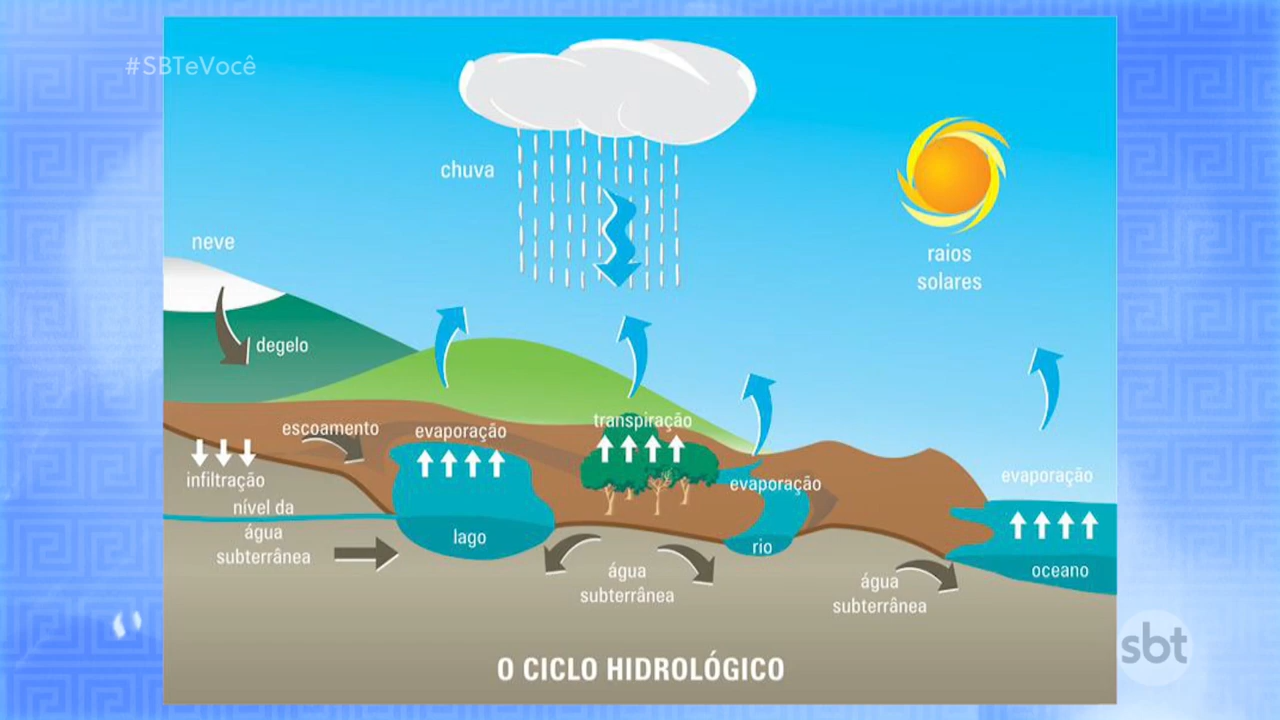 #SBTeVocê
chuva
raios
solares
neve
degelo
escoamento
evaporação
transpiração
evaporação
evaporação
infiltração
nível da
água
subterrânea
lago
rio
oceano
água
subterrânea
água
subterrânea
O CICLO HIDROLÓGICO
sbt